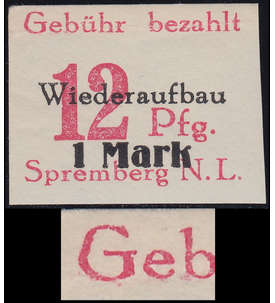 Gebühr bezahlt
12 Pfg.
Wiederaufbau
1 Mark
Spremberg N.L.
Geb